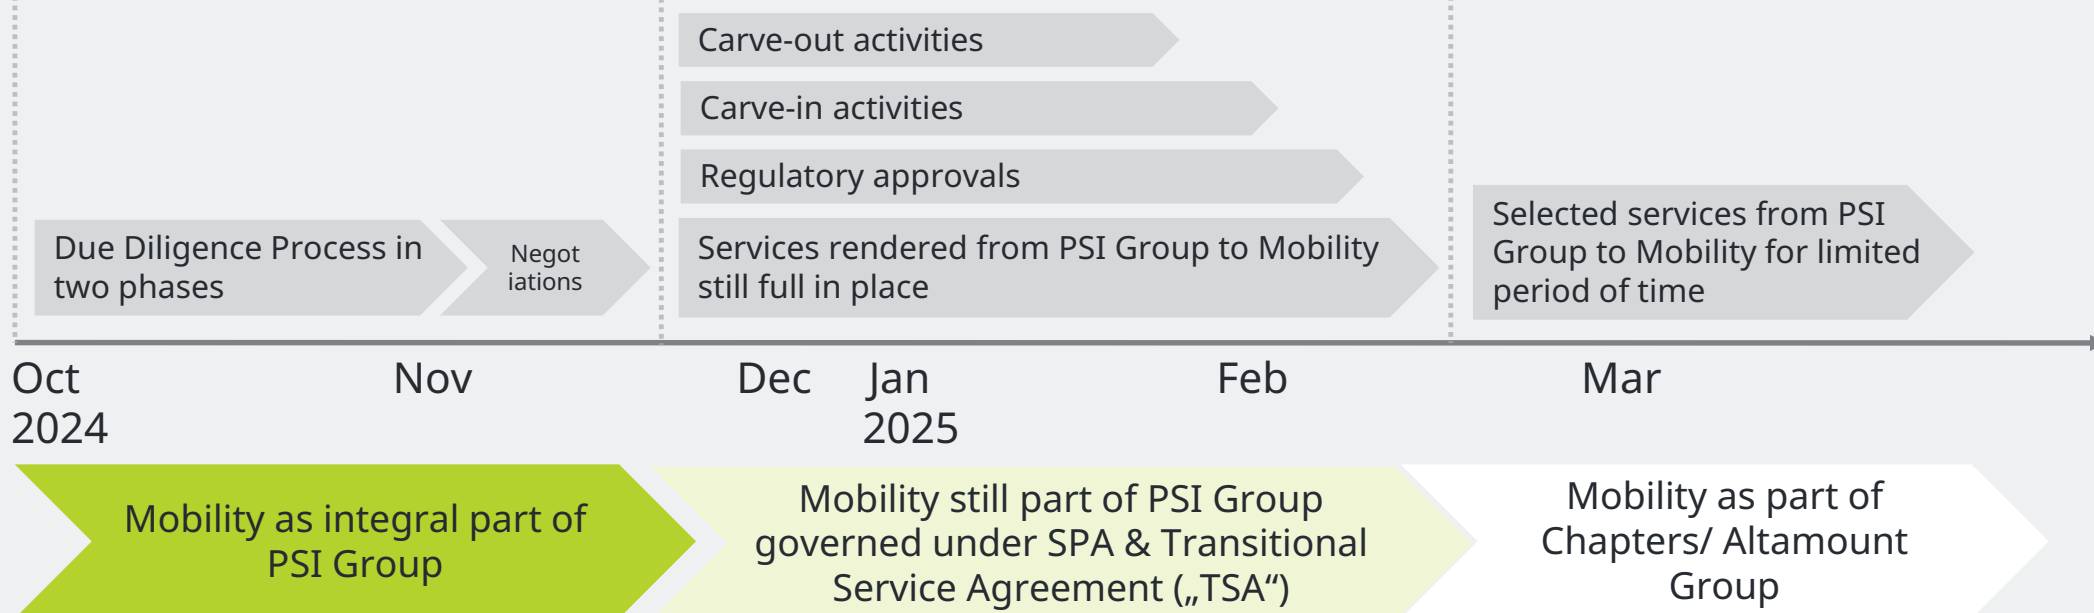 Carve-out activities
Carve-in activities
Regulatory approvals
Due Diligence Process in
two phases
Negot
iations
Services rendered from PSI Group to Mobility
still full in place
Selected services from PSI
Group to Mobility for limited
period of time
Oct
2024
Nov
Dec
Jan
2025
Feb
Mar
Mobility as integral part of
PSI Group
Mobility still part of PSI Group
governed under SPA & Transitional
Service Agreement („TSA“)
Mobility as part of
Chapters/ Altamount
Group